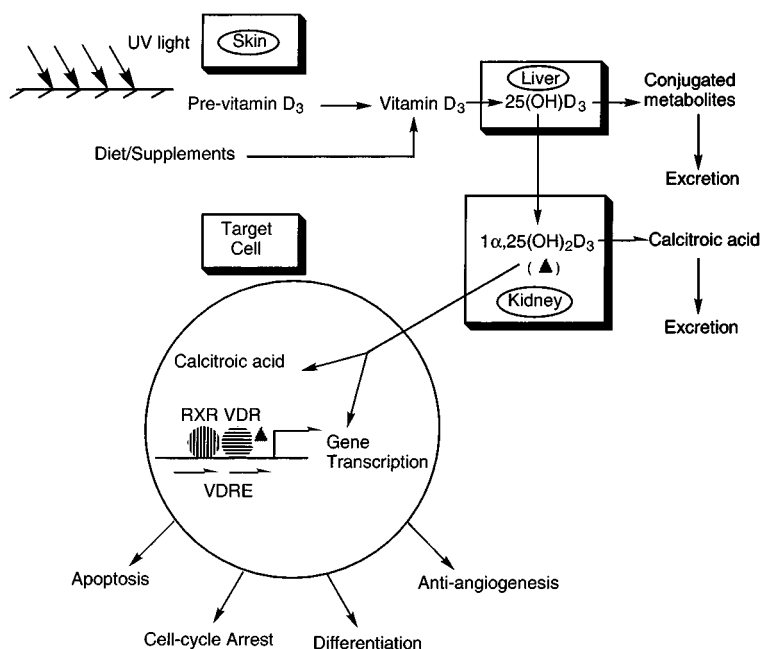 UV light
Skin
Pre-vitamin D₃
Vitamin D₃
Liver
25(OH)D₃
Conjugated
metabolites
Diet/Supplements
Excretion
Target
Cell
1α,25(OH)₂D₃
(▲)
Kidney
Calcitroic acid
Excretion
Calcitroic acid
RXR VDR
Gene
Transcription
VDRE
Apoptosis
Anti-angiogenesis
Cell-cycle Arrest
Differentiation